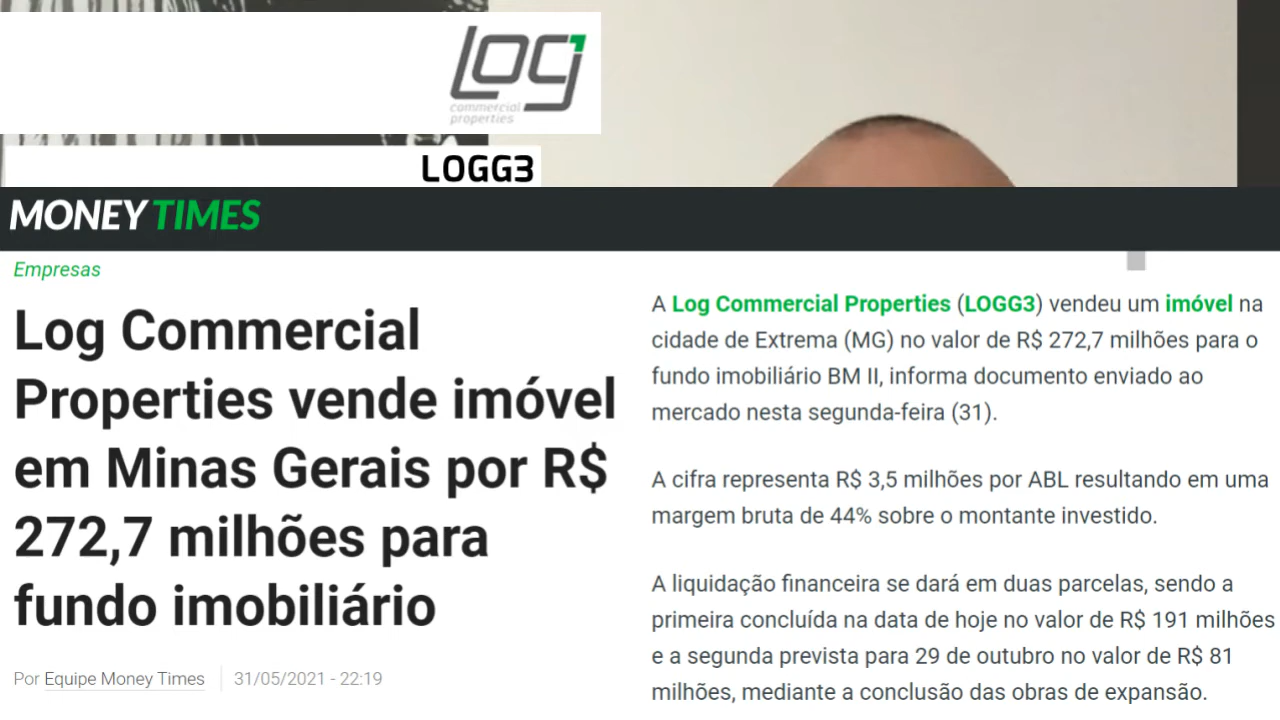 Log
commercial
properties
LOGG3
MONEY TIMES
Empresas
Log Commercial
Properties vende imóvel
em Minas Gerais por R$
272,7 milhões para
fundo imobiliário
Por Equipe Money Times 31/05/2021 - 22:19
A Log Commercial Properties (LOGG3) vendeu um imóvel na
cidade de Extrema (MG) no valor de R$ 272,7 milhões para o
fundo imobiliário BM II, informa documento enviado ao
mercado nesta segunda-feira (31).
A cifra representa R$ 3,5 milhões por ABL resultando em uma
margem bruta de 44% sobre o montante investido.
A liquidação financeira se dará em duas parcelas, sendo a
primeira concluída na data de hoje no valor de R$ 191 milhões
e a segunda prevista para 29 de outubro no valor de R$ 81
milhões, mediante a conclusão das obras de expansão.